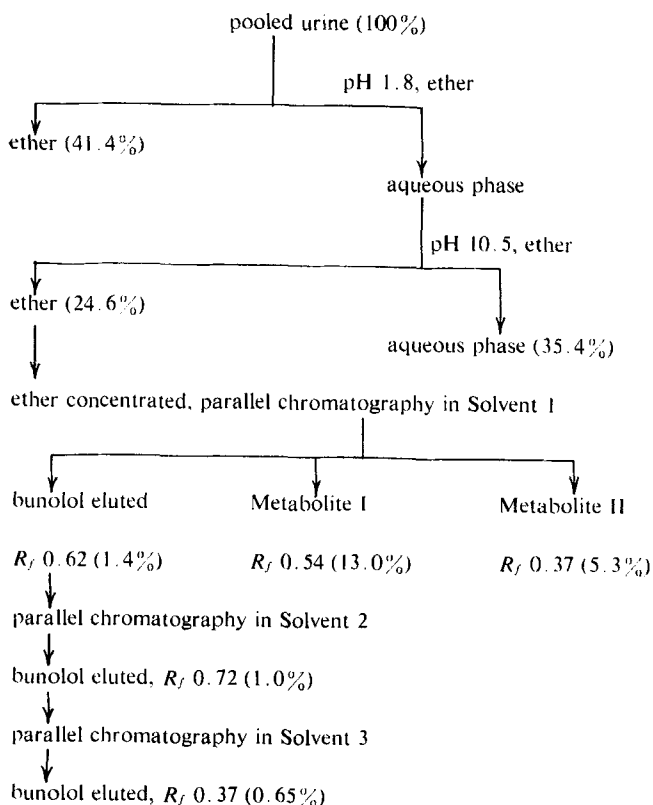 pooled urine (100%)
pH 1.8, ether
ether (41.4%)
aqueous phase
pH 10.5, ether
ether (24.6%)
aqueous phase (35.4%)
ether concentrated, parallel chromatography in Solvent 1
bunolol eluted Metabolite I Metabolite II
Rf 0.62 (1.4%) Rf 0.54 (13.0%) Rf 0.37 (5.3%)
parallel chromatography in Solvent 2
bunolol eluted, Rf 0.72 (1.0%)
parallel chromatography in Solvent 3
bunolol eluted, Rf 0.37 (0.65%)